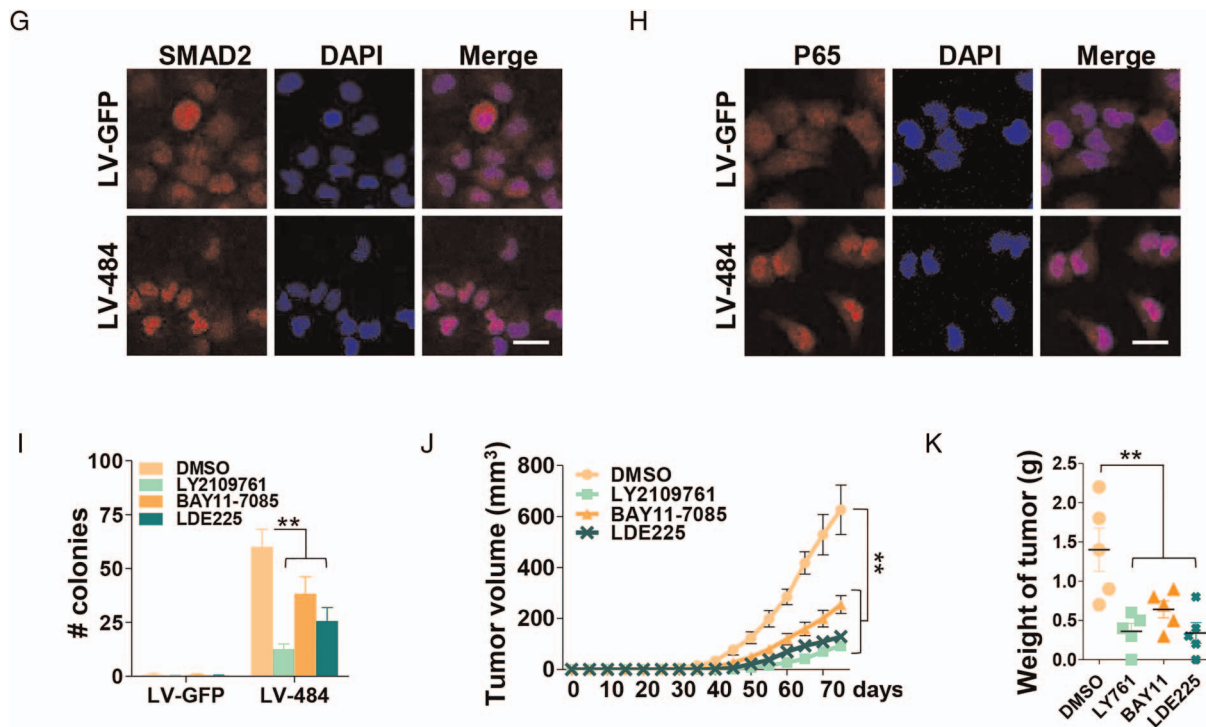 G
SMAD2 DAPI Merge
LV-GFP
LV-484
H
P65 DAPI Merge
LV-GFP
LV-484
I
# colonies
100
75
50
25
0
DMSO
LY2109761
BAY11-7085
LDE225
**
LV-GFP LV-484
J
Tumor volume (mm³)
800
600
400
200
0
DMSO
LY2109761
BAY11-7085
LDE225
**
0 10 20 30 40 50 60 70 days
K
Weight of tumor (g)
2.5
2.0
1.5
1.0
0.5
0.0
**
DMSO
LY761
BAY11
LDE225